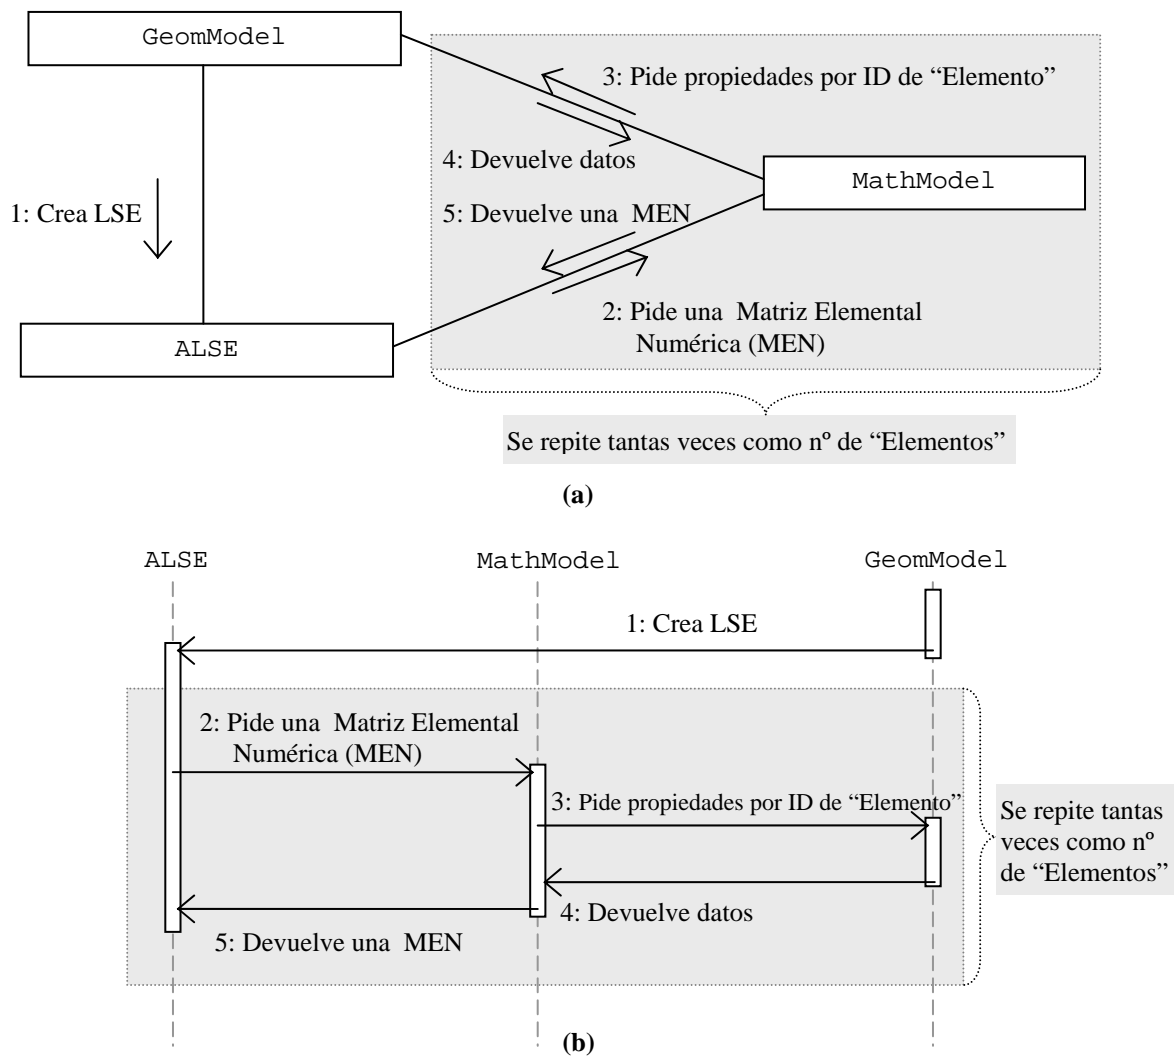 GeomModel
3: Pide propiedades por ID de “Elemento”
4: Devuelve datos
MathModel
1: Crea LSE
5: Devuelve una MEN
2: Pide una Matriz Elemental
Numérica (MEN)
ALSE
Se repite tantas veces como nº de “Elementos”
(a)
ALSE
MathModel
GeomModel
1: Crea LSE
2: Pide una Matriz Elemental
Numérica (MEN)
3: Pide propiedades por ID de “Elemento”
Se repite tantas
veces como nº
de “Elementos”
4: Devuelve datos
5: Devuelve una MEN
(b)